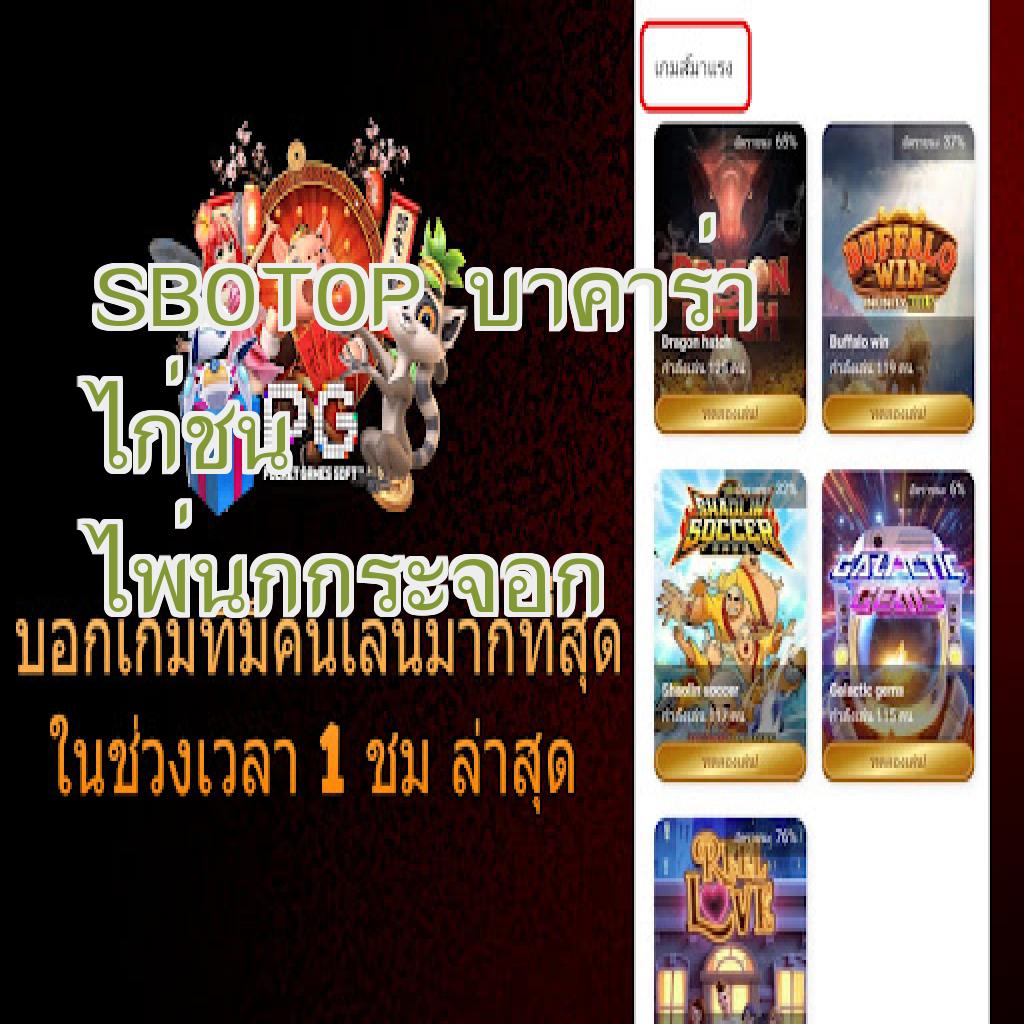 เกมส์มาแรง
อัตราชนะ 68%
อัตราชนะ 37%
SBOTOP บาคาร่า
DRAGON
HATCH
BUFFALO
WIN
Dragon hatch
กำลังเล่น 125 คน
Buffalo win
กำลังเล่น 119 คน
ทดลองเล่น!
ทดลองเล่น!
ไก่ชน
PG
POCKET GAMES SOFT
ไพ่นกกระจอก
37%
อัตราชนะ 6%
SHAOLIN
SOCCER
GALACTIC
GEMS
บอกเกมที่มีคนเล่นมากที่สุด
ในช่วงเวลา 1 ชม ล่าสุด
Shaolin soccer
กำลังเล่น 117 คน
Galactic gems
กำลังเล่น 115 คน
ทดลองเล่น!
ทดลองเล่น!
อัตราชนะ 76%
REEL
LOVE